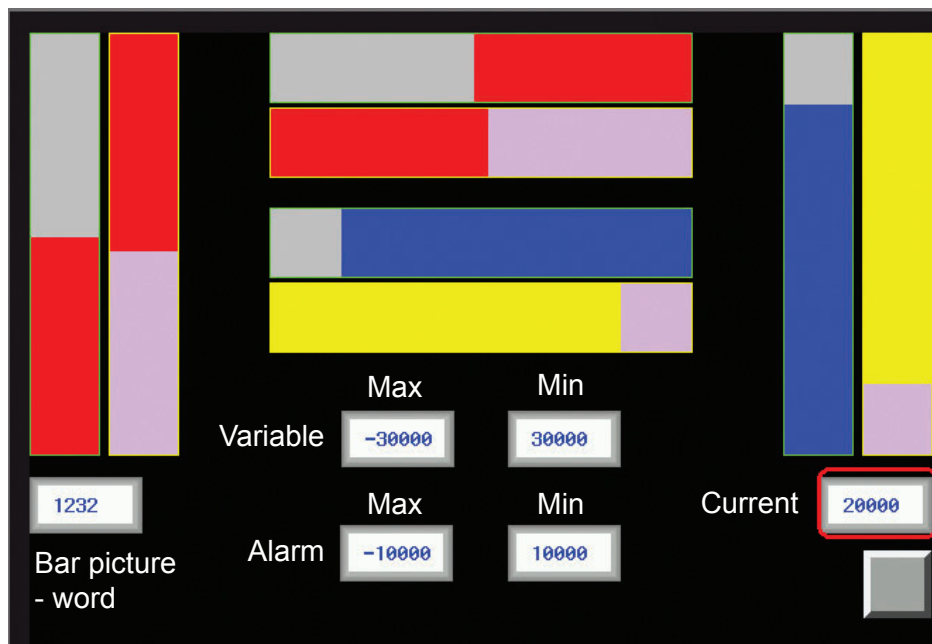 Max Min
Variable -30000 30000
1232
Max Min
Current 20000
Alarm -10000 10000
Bar picture
- word